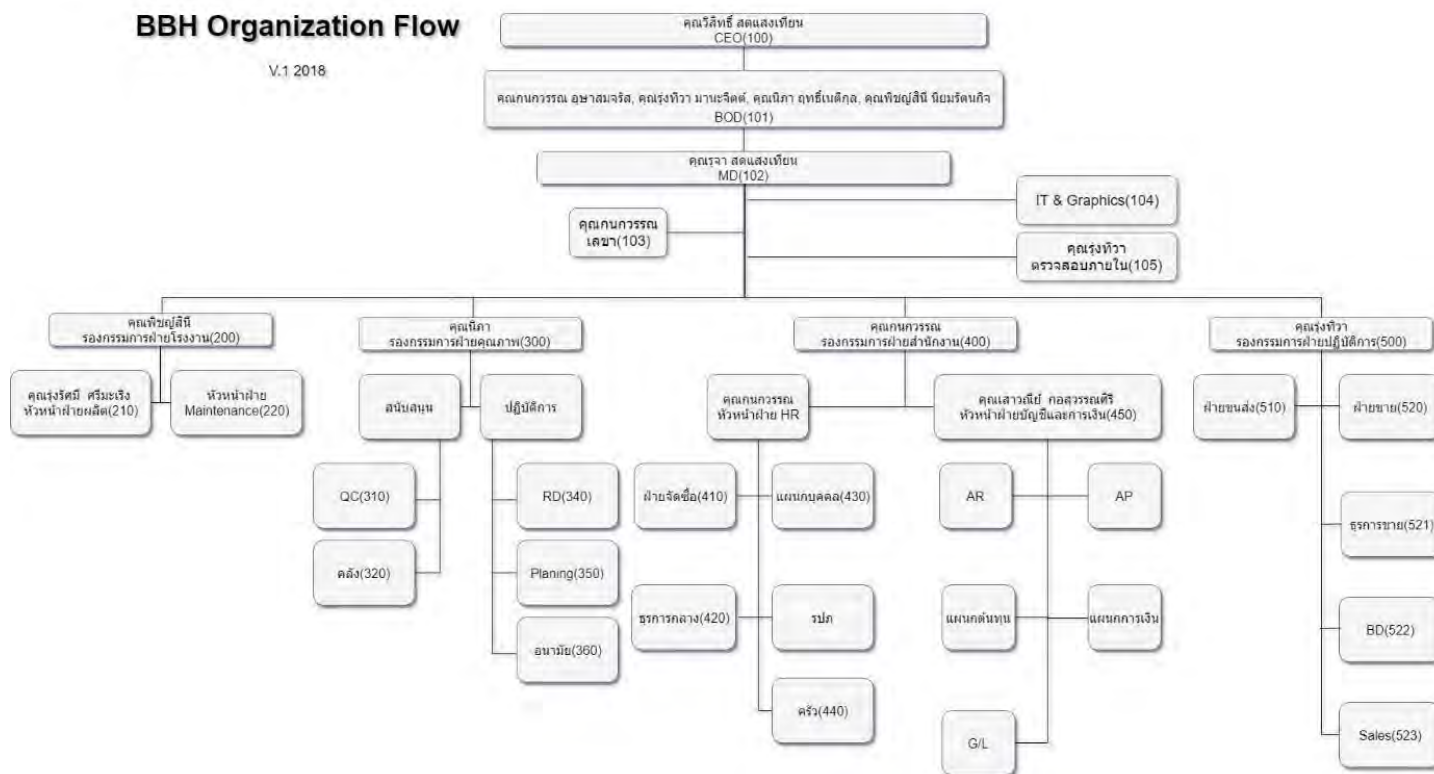 BBH Organization Flow
V.1 2018
คุณวิสิทธิ์ สดแสงเทียน
CEO(100)
คุณกนกวรรณ อุษาสมจรัส, คุณรุ่งทิวา มานะจิตต์, คุณนิภา ฤทธิ์เนติกุล, คุณพิชญ์สินี นิยมรัตนกิจ
BOD(101)
คุณรุจา สดแสงเทียน
MD(102)
IT & Graphics(104)
คุณกนกวรรณ
เลขา(103)
คุณรุ่งทิวา
ตรวจสอบภายใน(105)
คุณพิชญ์สินี
รองกรรมการฝ่ายโรงงาน(200)
คุณนิภา
รองกรรมการฝ่ายคุณภาพ(300)
คุณกนกวรรณ
รองกรรมการฝ่ายสำนักงาน(400)
คุณรุ่งทิวา
รองกรรมการฝ่ายปฏิบัติการ(500)
คุณรุ่งรัศมี ศรีมะเริง
หัวหน้าฝ่ายผลิต(210)
หัวหน้าฝ่าย
Maintenance(220)
สนับสนุน
ปฏิบัติการ
คุณกนกวรรณ
หัวหน้าฝ่าย HR
คุณเสาวณีย์ กอสุวรรณศิริ
หัวหน้าฝ่ายบัญชีและการเงิน(450)
ฝ่ายขนส่ง(510)
ฝ่ายขาย(520)
QC(310)
RD(340)
ฝ่ายจัดซื้อ(410)
แผนกบุคคล(430)
AR
AP
ธุรการขาย(521)
คลัง(320)
Planing(350)
ธุรการกลาง(420)
รปภ
แผนกต้นทุน
แผนกการเงิน
BD(522)
อนามัย(360)
ครัว(440)
G/L
Sales(523)